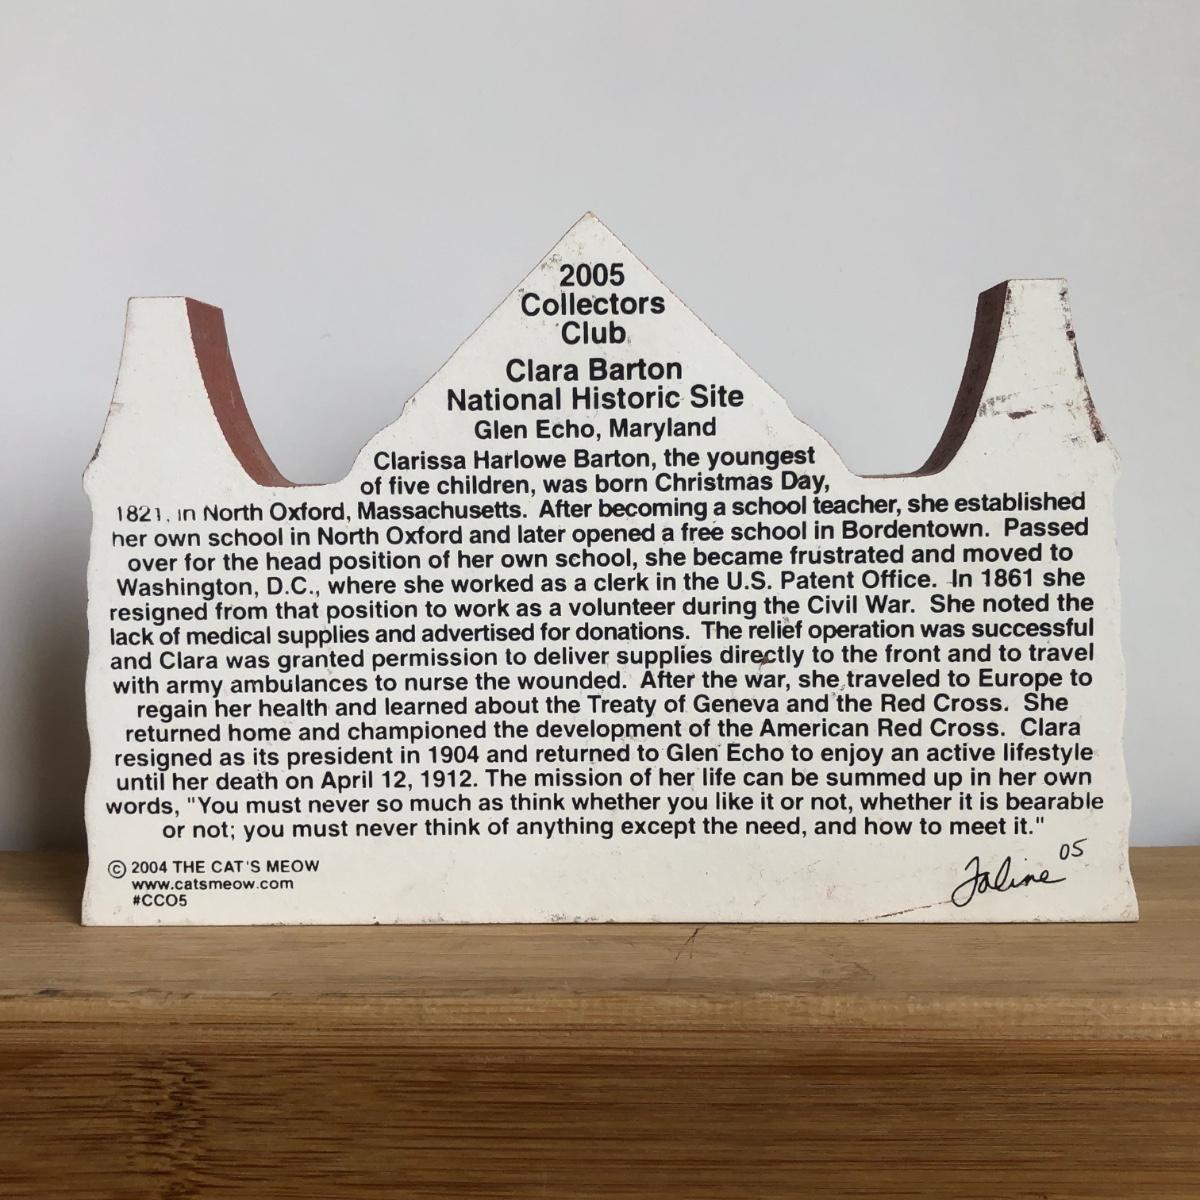 2005
Collectors
Club
Clara Barton
National Historic Site
Glen Echo, Maryland
Clarissa Harlowe Barton, the youngest
of five children, was born Christmas Day,
1821, in North Oxford, Massachusetts. After becoming a school teacher, she established
her own school in North Oxford and later opened a free school in Bordentown. Passed
over for the head position of her own school, she became frustrated and moved to
Washington, D.C., where she worked as a clerk in the U.S. Patent Office. In 1861 she
resigned from that position to work as a volunteer during the Civil War. She noted the
lack of medical supplies and advertised for donations. The relief operation was successful
and Clara was granted permission to deliver supplies directly to the front and to travel
with army ambulances to nurse the wounded. After the war, she traveled to Europe to
regain her health and learned about the Treaty of Geneva and the Red Cross. She
returned home and championed the development of the American Red Cross. Clara
resigned as its president in 1904 and returned to Glen Echo to enjoy an active lifestyle
until her death on April 12, 1912. The mission of her life can be summed up in her own
words, "You must never so much as think whether you like it or not, whether it is bearable
or not; you must never think of anything except the need, and how to meet it."
© 2004 THE CAT'S MEOW
www.catsmeow.com
#CCO5
Faline 05